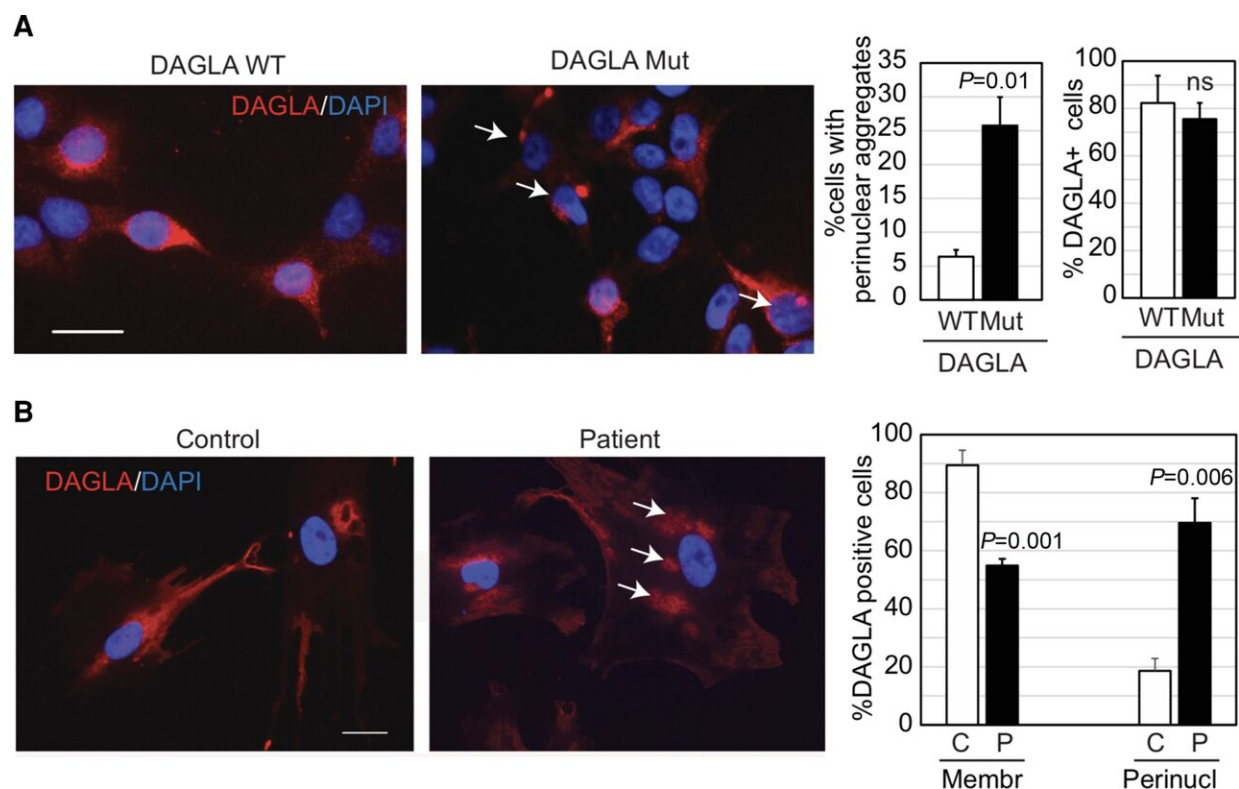 A
DAGLA WT
DAGLA/DAPI
DAGLA Mut
%cells with
perinuclear aggregates
35
30
25
20
15
10
5
0
P=0.01
WT Mut
DAGLA
% DAGLA+ cells
100
80
60
40
20
0
ns
WT Mut
DAGLA
B
Control
DAGLA/DAPI
Patient
%DAGLA positive cells
100
80
60
40
20
0
P=0.001
P=0.006
C P C P
Membr Perinucl